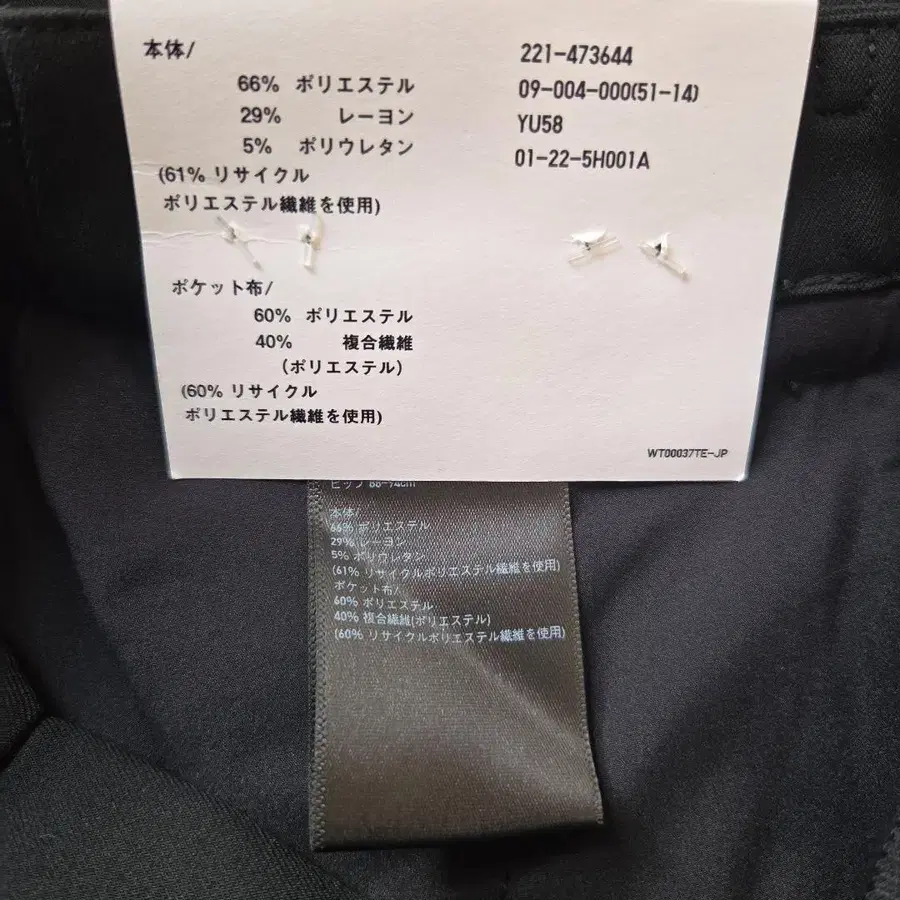 本体/
66% ポリエステル
29% レーヨン
5% ポリウレタン
(61% リサイクル
ポリエステル繊維を使用)
ポケット布/
60% ポリエステル
40% 複合繊維
(ポリエステル)
(60% リサイクル
ポリエステル繊維を使用)
221-473644
09-004-000(51-14)
YU58
01-22-5H001A
WT00037TE-JP
ヒップ 88-94cm
本体/
66% ポリエステル
29% レーヨン
5% ポリウレタン
(61% リサイクルポリエステル繊維を使用)
ポケット布/
60% ポリエステル
40% 複合繊維(ポリエステル)
(60% リサイクルポリエステル繊維を使用)